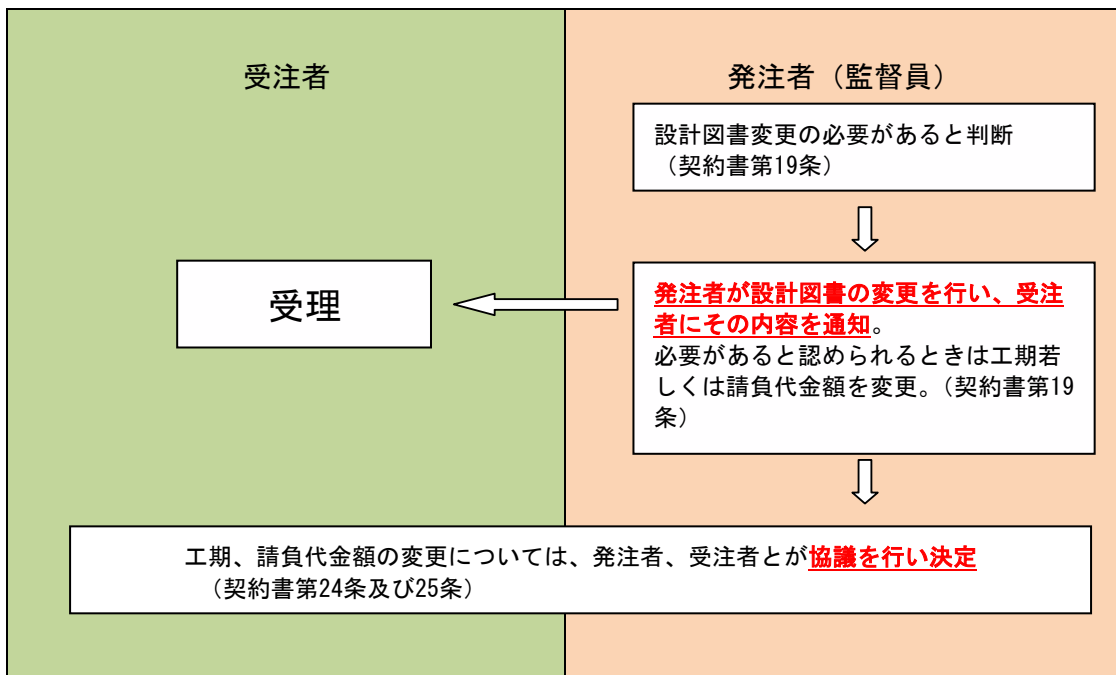 受注者
発注者（監督員）
設計図書変更の必要があると判断
（契約書第19条）
受理
発注者が設計図書の変更を行い、受注
者にその内容を通知。
必要があると認められるときは工期若
しくは請負代金額を変更。（契約書第19
条）
工期、請負代金額の変更については、発注者、受注者とが協議を行い決定
（契約書第24条及び25条）